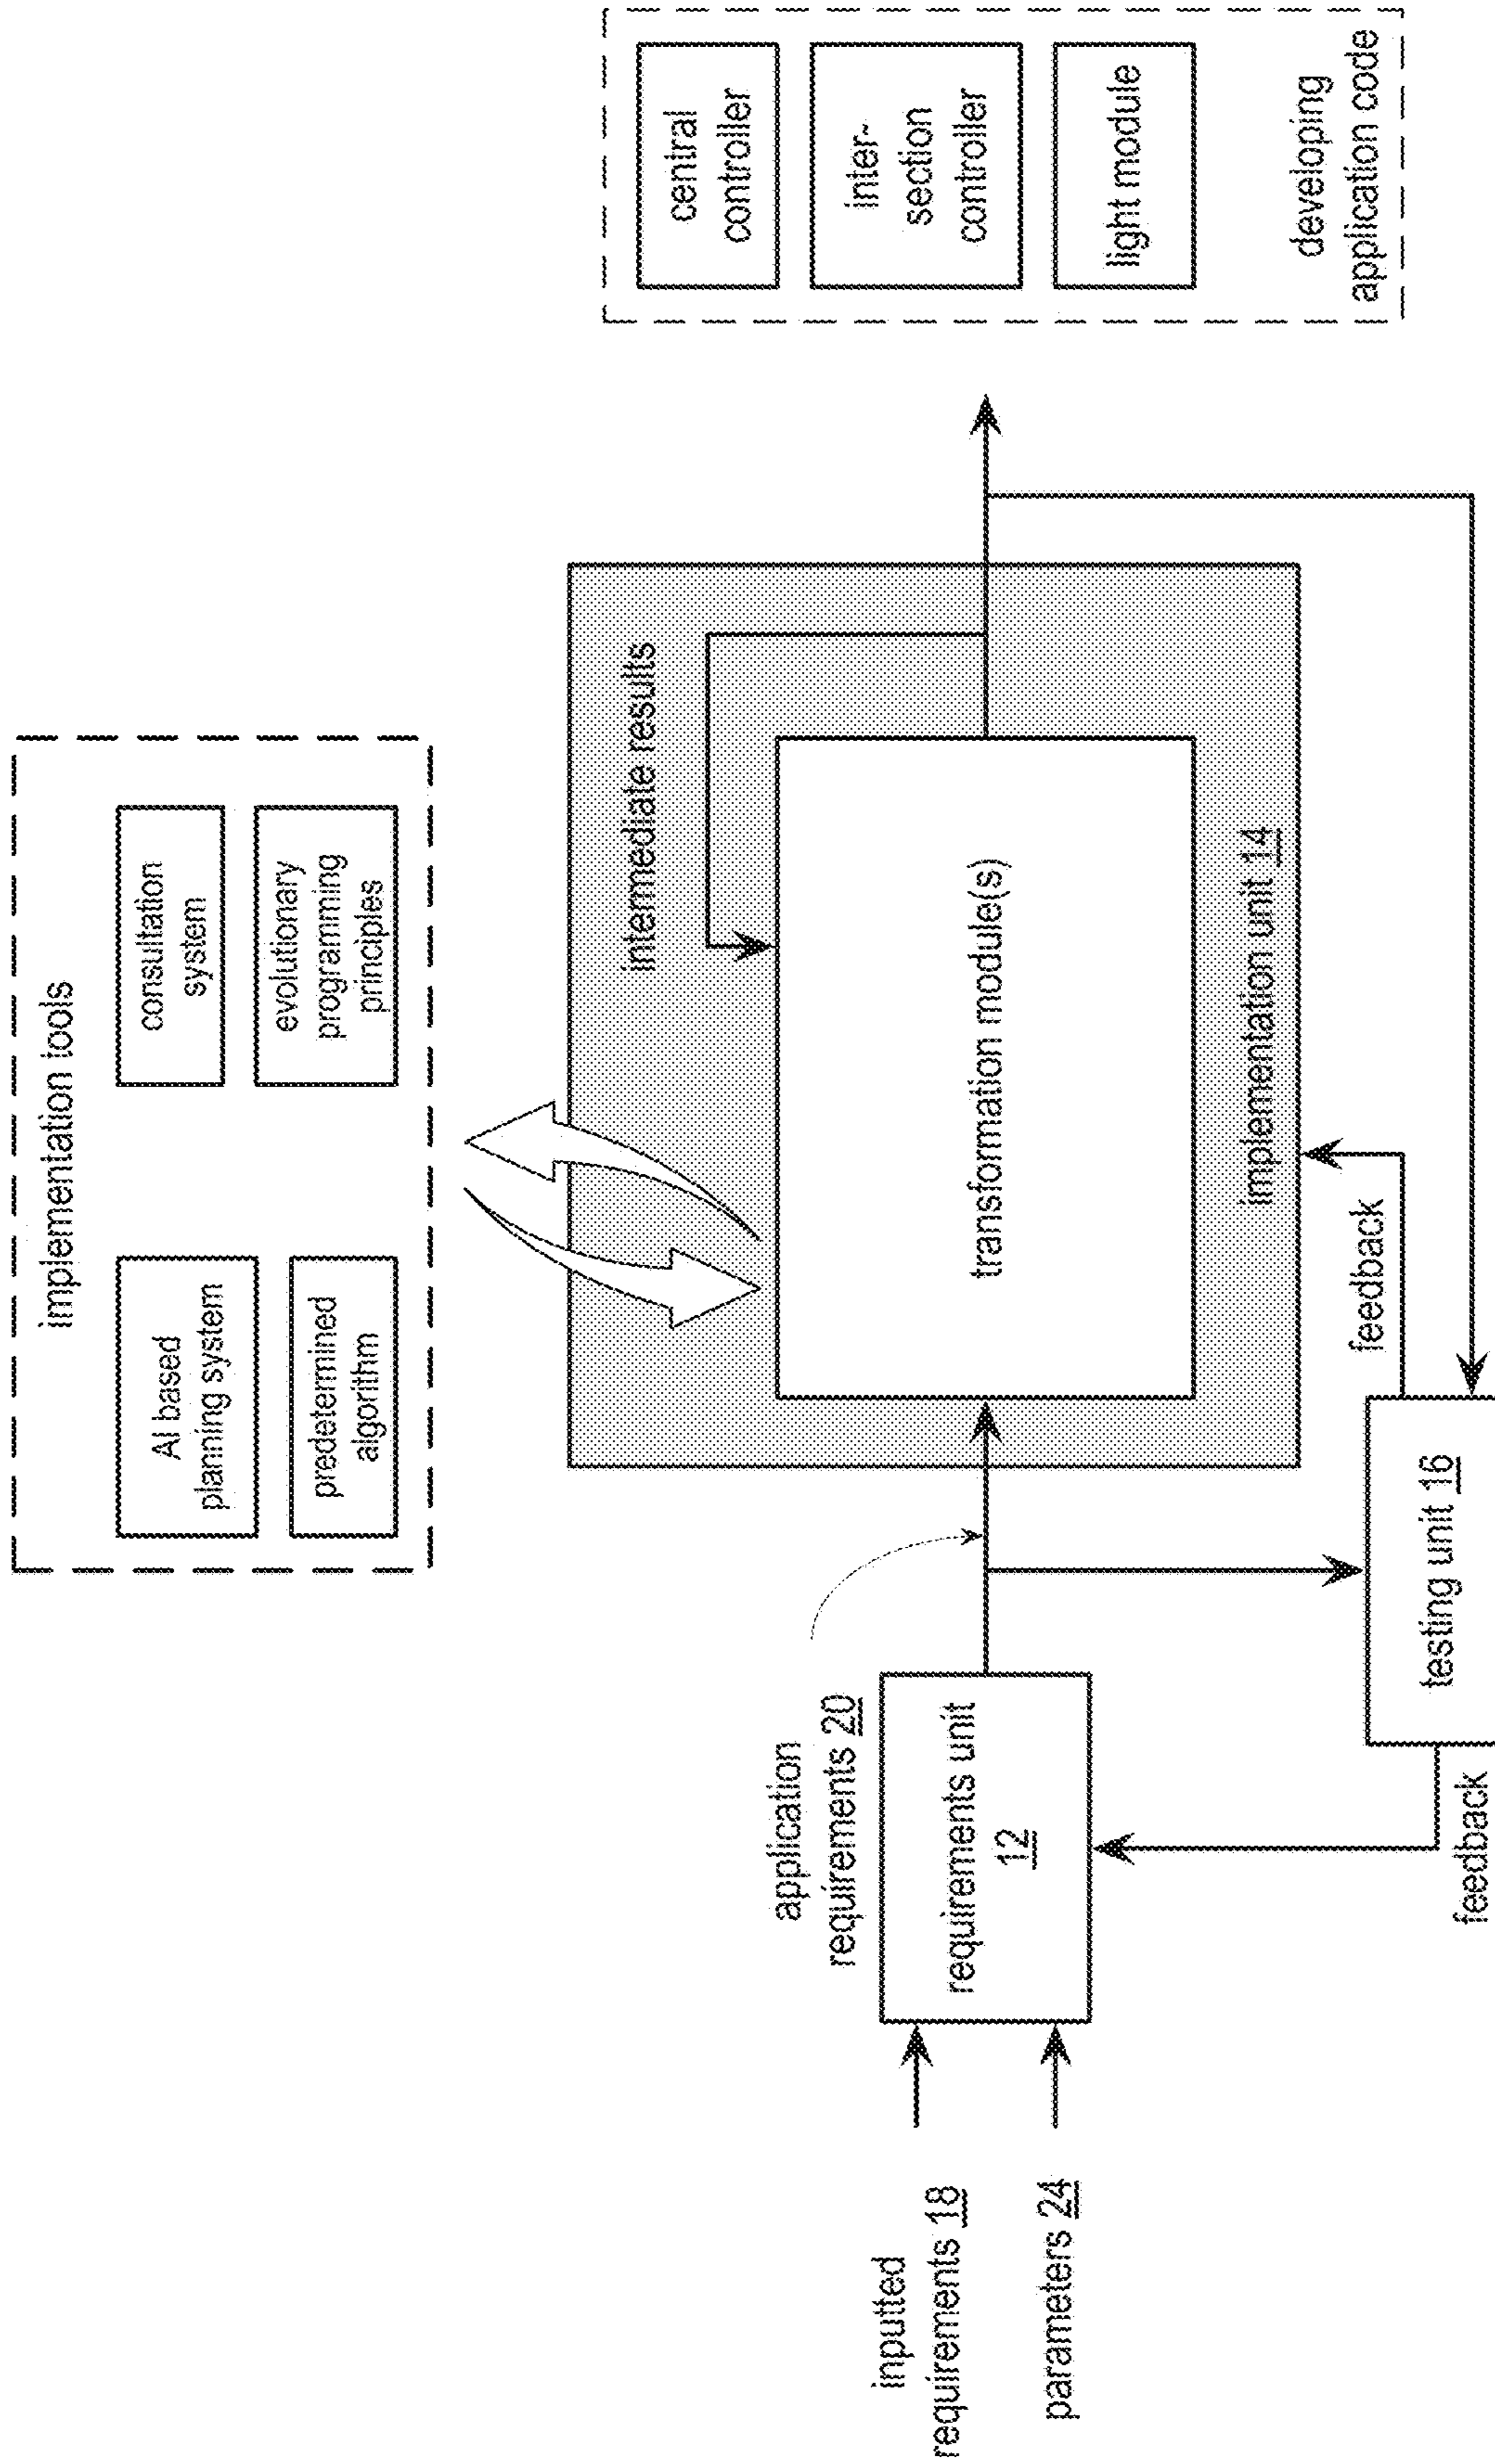 implementation tools
AI based
planning system
consultation
system
predetermined
algorithm
evolutionary
programming
principles
inputted
requirements 18
parameters 24
application
requirements 20
requirements unit
12
intermediate results
transformation module(s)
implementation unit 14
feedback
testing unit 16
feedback
central
controller
inter-
section
controller
light module
developing
application code